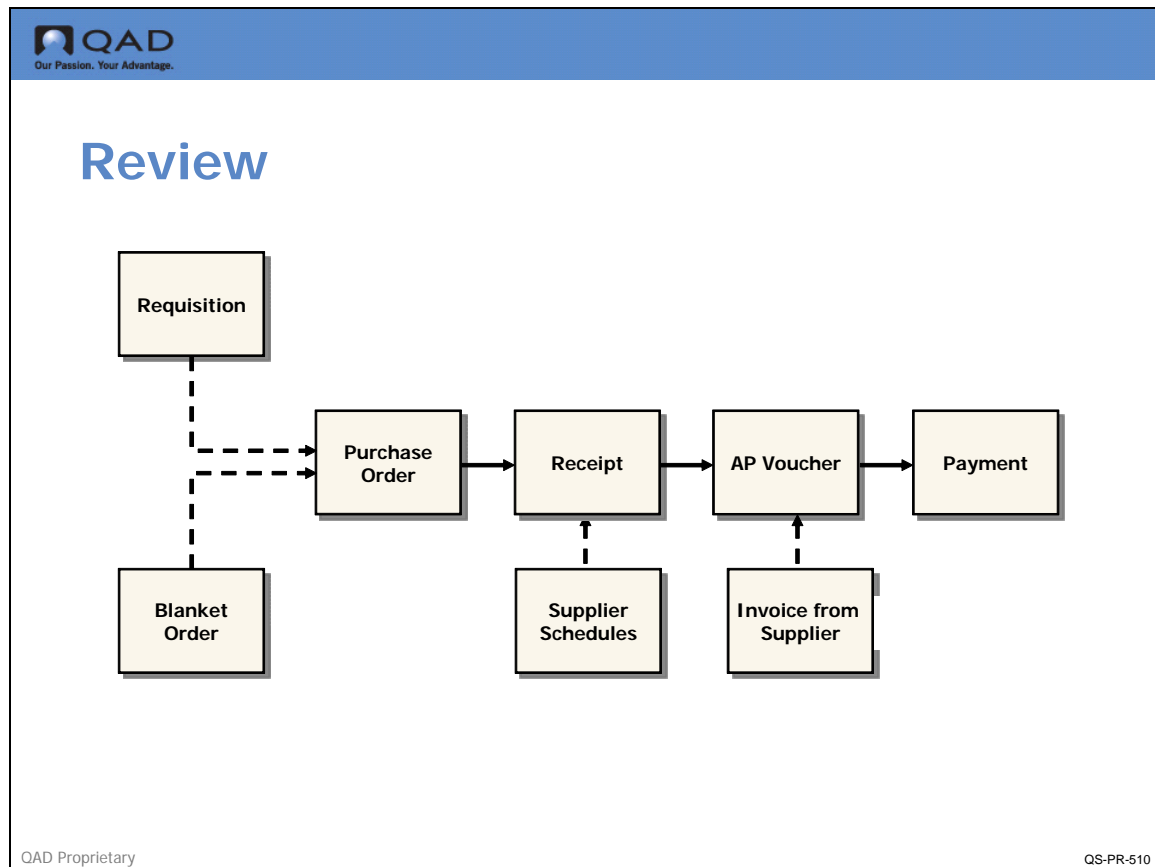 QAD
Our Passion. Your Advantage.
Review
Requisition
Purchase
Order
Receipt
AP Voucher
Payment
Blanket
Order
Supplier
Schedules
Invoice from
Supplier
QAD Proprietary
QS-PR-510